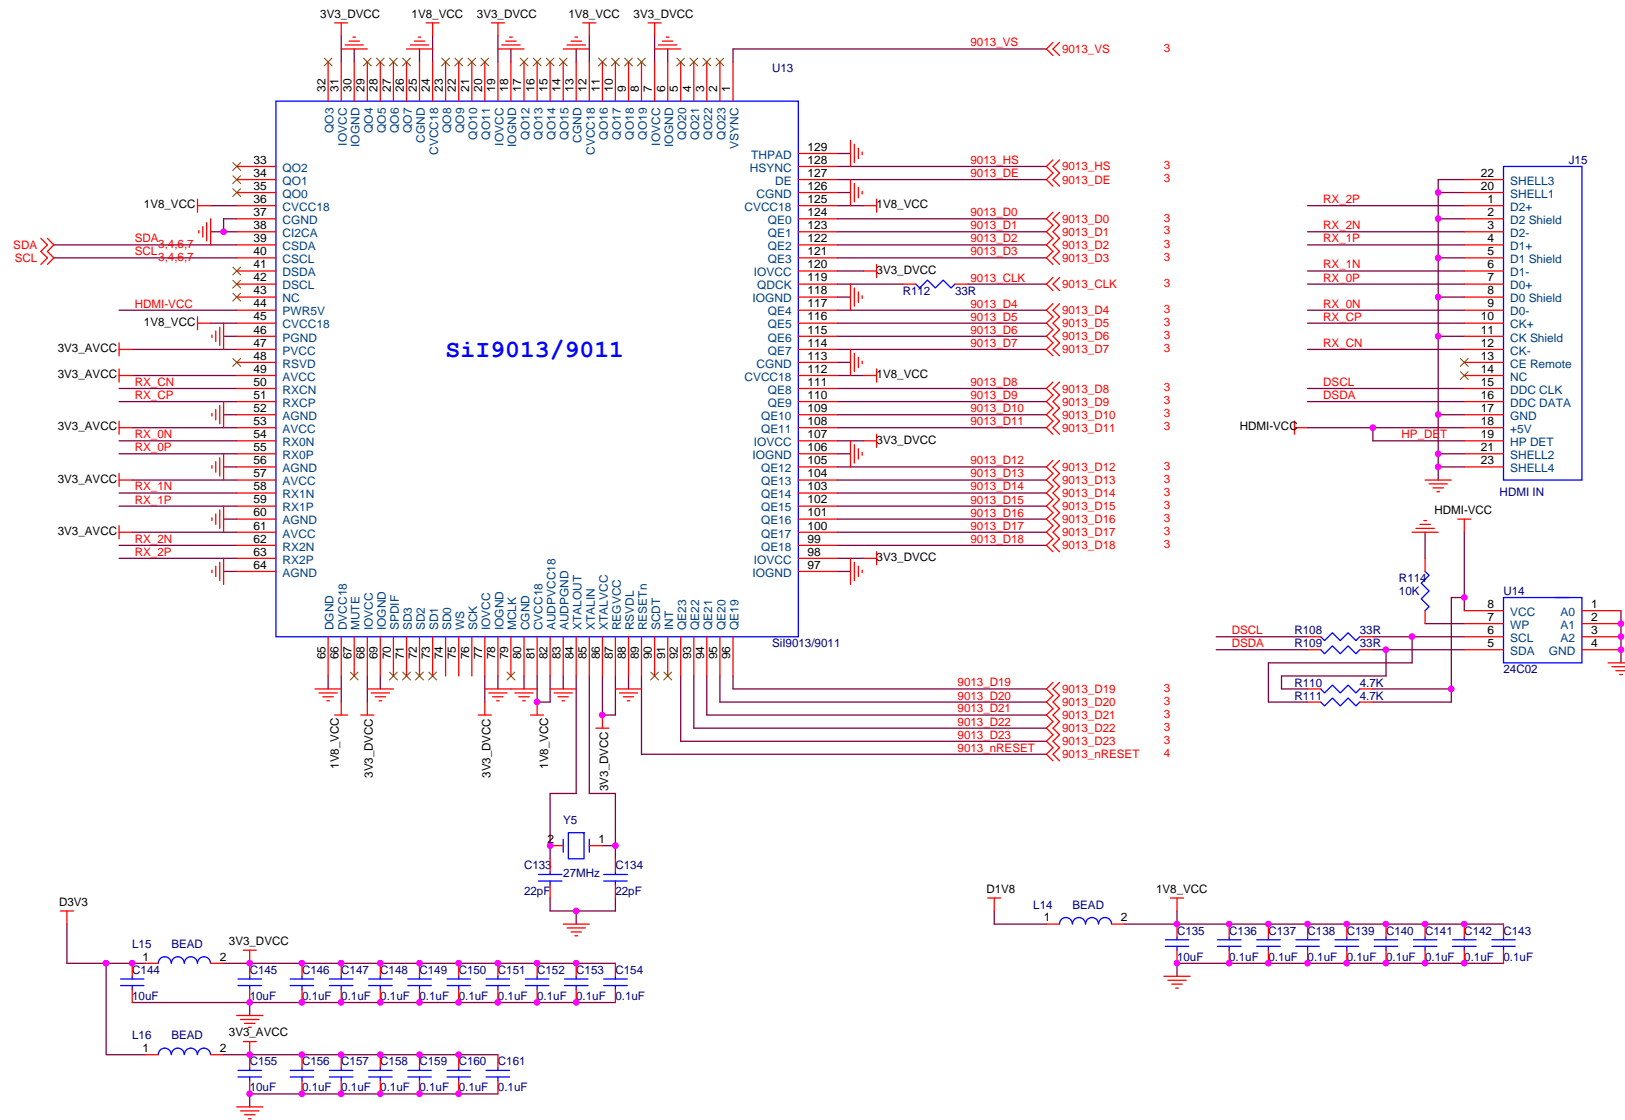 3V3_DVCC 1V8_VCC 3V3_DVCC 1V8_VCC 3V3_DVCC
9013_VS 9013_VS 3
U13
32 31 30 29 28 27 26 25 24 23 22 21 20 19 18 17 16 15 14 13 12 11 10 9 8 7 6 5 4 3 2 1
QO3 IOVCC IOGND QO4 QO5 QO6 QO7 CGND CVCC18 QO8 QO9 QO10 QO11 IOVCC IOGND QO12 QO13 QO14 QO15 CGND CVCC18 QO16 QO17 QO18 QO19 IOVCC IOGND QO20 QO21 QO22 QO23 VSYNC
33 QO2
34 QO1
35 QO0
1V8_VCC 36 CVCC18
37 CGND
38 CI2CA
SDA SDA 3,4,6,7 39 CSDA
SCL SCL 3,4,6,7 40 CSCL
41 DSDA
42 DSCL
43 NC
HDMI-VCC 44 PWR5V
1V8_VCC 45 CVCC18
46 PGND
3V3_AVCC 47 PVCC
48 RSVD
3V3_AVCC 49 AVCC
RX_CN 50 RXCN
RX_CP 51 RXCP
52 AGND
3V3_AVCC 53 AVCC
RX_0N 54 RX0N
RX_0P 55 RX0P
56 AGND
3V3_AVCC 57 AVCC
RX_1N 58 RX1N
RX_1P 59 RX1P
60 AGND
3V3_AVCC 61 AVCC
RX_2N 62 RX2N
RX_2P 63 RX2P
64 AGND
SiI9013/9011
THPAD 129
HSYNC 128 9013_HS 9013_HS 3
DE 127 9013_DE 9013_DE 3
CGND 126
CVCC18 125 1V8_VCC
QE0 124 9013_D0 9013_D0 3
QE1 123 9013_D1 9013_D1 3
QE2 122 9013_D2 9013_D2 3
QE3 121 9013_D3 9013_D3 3
IOVCC 120 3V3_DVCC
QDCK 119 R112 33R 9013_CLK 9013_CLK 3
IOGND 118
QE4 117 9013_D4 9013_D4 3
QE5 116 9013_D5 9013_D5 3
QE6 115 9013_D6 9013_D6 3
QE7 114 9013_D7 9013_D7 3
CGND 113
CVCC18 112 1V8_VCC
QE8 111 9013_D8 9013_D8 3
QE9 110 9013_D9 9013_D9 3
QE10 109 9013_D10 9013_D10 3
QE11 108 9013_D11 9013_D11 3
IOVCC 107 3V3_DVCC
IOGND 106
QE12 105 9013_D12 9013_D12 3
QE13 104 9013_D13 9013_D13 3
QE14 103 9013_D14 9013_D14 3
QE15 102 9013_D15 9013_D15 3
QE16 101 9013_D16 9013_D16 3
QE17 100 9013_D17 9013_D17 3
QE18 99 9013_D18 9013_D18 3
IOVCC 98 3V3_DVCC
IOGND 97
DGND DVCC18 MUTE IOVCC IOGND SPDIF SD3 SD2 SD1 SD0 WS SCK IOVCC IOGND MCLK CGND CVCC18 AUDPVCC18 AUDPGND XTALOUT XTALIN XTALVCC REGVCC RSVDL RESETn SCDT INT QE23 QE22 QE21 QE20 QE19
SiI9013/9011
65 66 67 68 69 70 71 72 73 74 75 76 77 78 79 80 81 82 83 84 85 86 87 88 89 90 91 92 93 94 95 96
9013_D19 9013_D19 3
9013_D20 9013_D20 3
9013_D21 9013_D21 3
9013_D22 9013_D22 3
9013_D23 9013_D23 3
9013_nRESET 9013_nRESET 4
1V8_VCC 3V3_DVCC 3V3_DVCC 1V8_VCC 3V3_DVCC
Y5
2 1
C133 27MHz C134
22pF 22pF
J15
22 SHELL3
20 SHELL1
RX_2P 1 D2+
2 D2 Shield
RX_2N 3 D2-
RX_1P 4 D1+
5 D1 Shield
RX_1N 6 D1-
RX_0P 7 D0+
8 D0 Shield
RX_0N 9 D0-
RX_CP 10 CK+
11 CK Shield
RX_CN 12 CK-
13 CE Remote
14 NC
DSCL 15 DDC CLK
DSDA 16 DDC DATA
17 GND
HDMI-VCC 18 +5V
HP_DET 19 HP DET
21 SHELL2
23 SHELL4
HDMI IN
HDMI-VCC
R114
10K
U14
8 VCC A0 1
7 WP A1 2
DSCL R108 33R 6 SCL A2 3
DSDA R109 33R 5 SDA GND 4
24C02
R110 4.7K
R111 4.7K
D3V3
L15 BEAD 3V3_DVCC
1 2
C144 C145 C146 C147 C148 C149 C150 C151 C152 C153 C154
10uF 10uF 0.1uF 0.1uF 0.1uF 0.1uF 0.1uF 0.1uF 0.1uF 0.1uF 0.1uF
L16 BEAD 3V3_AVCC
1 2
C155 C156 C157 C158 C159 C160 C161
10uF 0.1uF 0.1uF 0.1uF 0.1uF 0.1uF 0.1uF
D1V8 1V8_VCC
L14 BEAD
1 2
C135 C136 C137 C138 C139 C140 C141 C142 C143
10uF 0.1uF 0.1uF 0.1uF 0.1uF 0.1uF 0.1uF 0.1uF 0.1uF